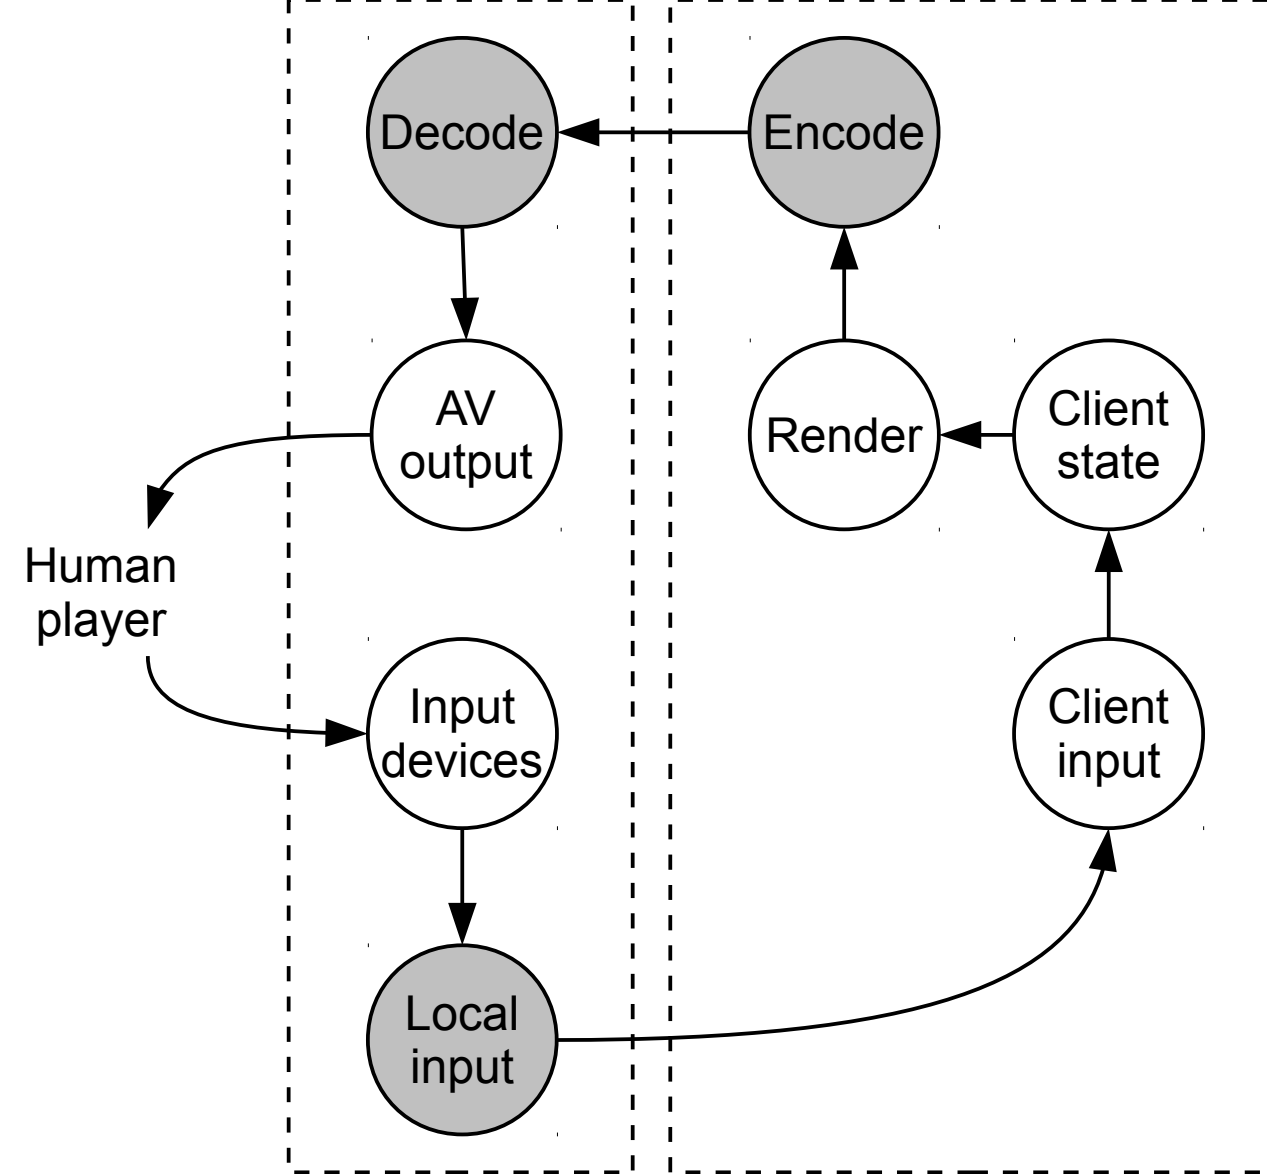 Decode
Encode
AV
output
Render
Client
state
Human
player
Input
devices
Client
input
Local
input